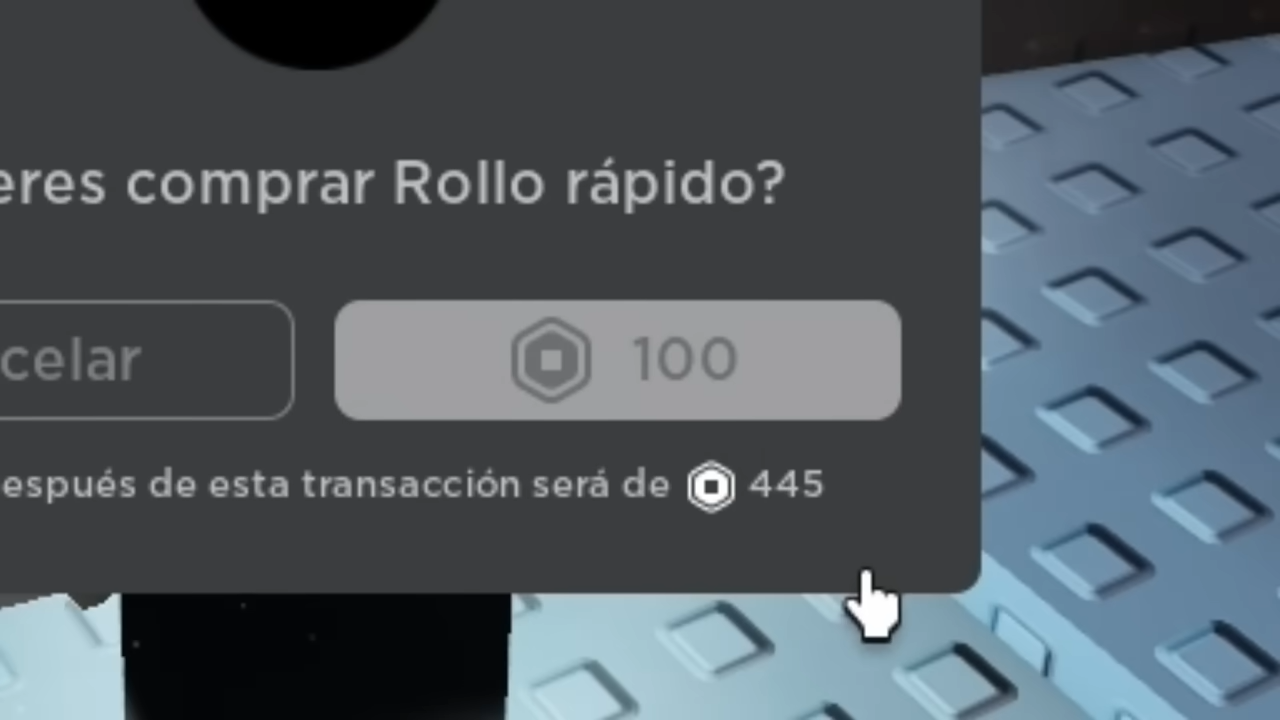 eres comprar Rollo rápido?
celar
100
espués de esta transacción será de 445